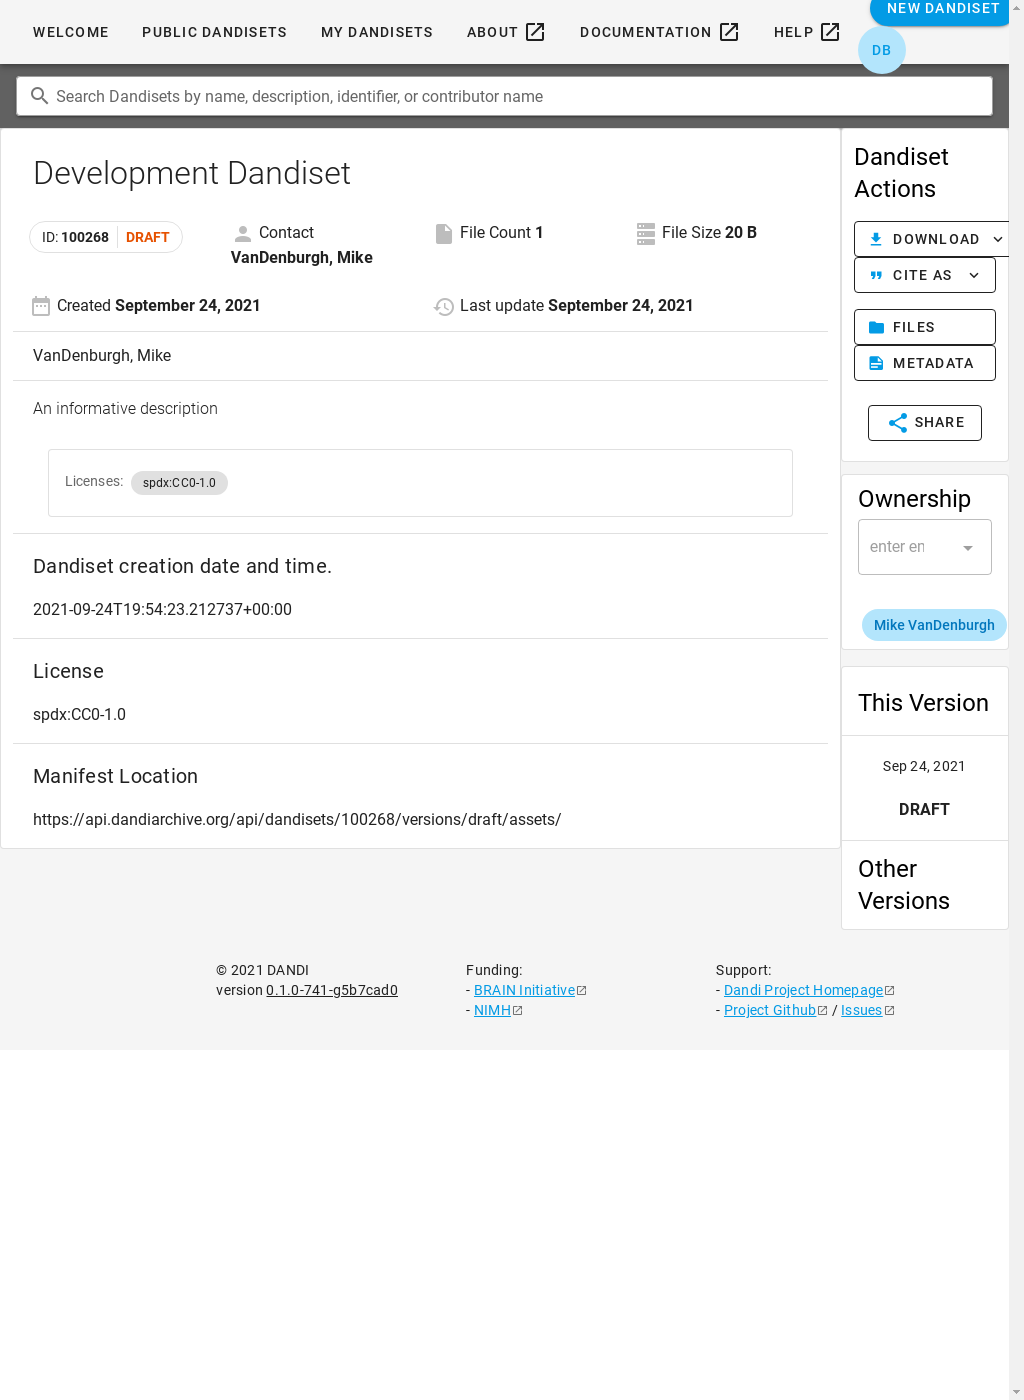 WELCOME PUBLIC DANDISETS MY DANDISETS ABOUT DOCUMENTATION HELP NEW DANDISET
DB
Search Dandisets by name, description, identifier, or contributor name
Development Dandiset
ID: 100268 DRAFT
Contact
VanDenburgh, Mike
File Count 1
File Size 20 B
Created September 24, 2021
Last update September 24, 2021
VanDenburgh, Mike
An informative description
Licenses: spdx:CC0-1.0
Dandiset creation date and time.
2021-09-24T19:54:23.212737+00:00
License
spdx:CC0-1.0
Manifest Location
https://api.dandiarchive.org/api/dandisets/100268/versions/draft/assets/
Dandiset
Actions
DOWNLOAD
CITE AS
FILES
METADATA
SHARE
Ownership
enter en
Mike VanDenburgh
This Version
Sep 24, 2021
DRAFT
Other
Versions
© 2021 DANDI
version 0.1.0-741-g5b7cad0
Funding:
- BRAIN Initiative
- NIMH
Support:
- Dandi Project Homepage
- Project Github / Issues